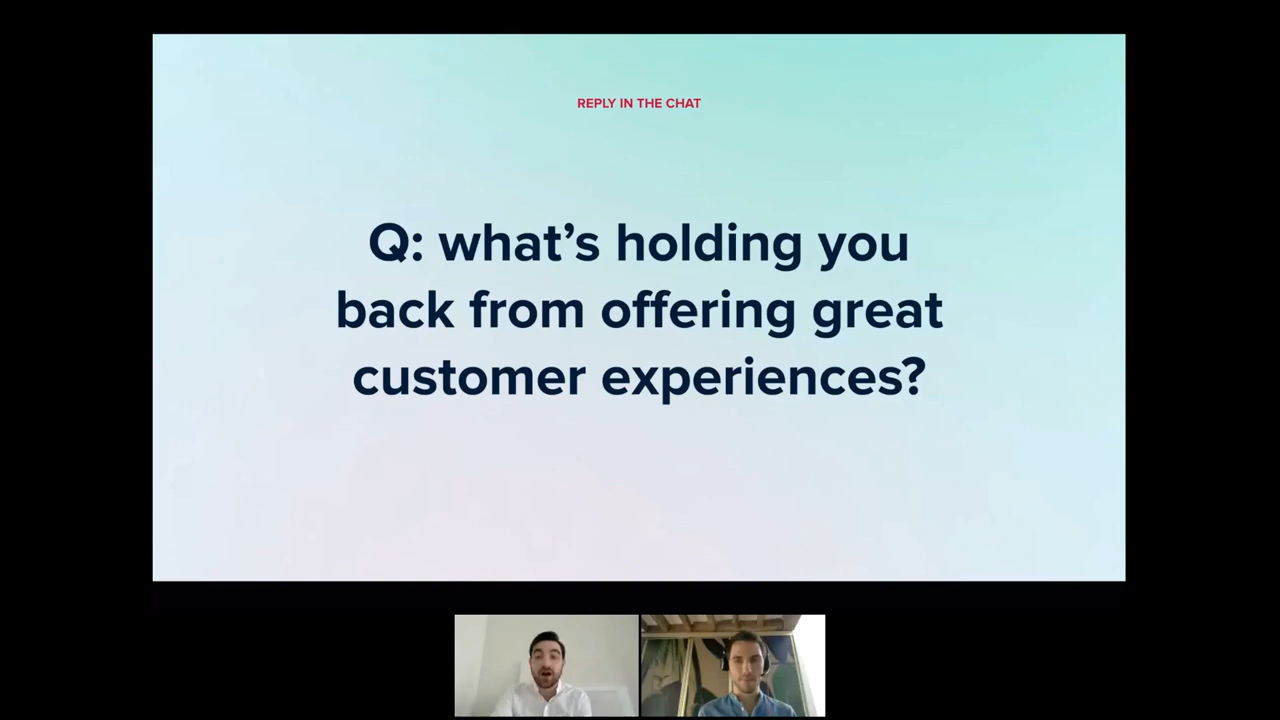 REPLY IN THE CHAT
Q: what’s holding you
back from offering great
customer experiences?